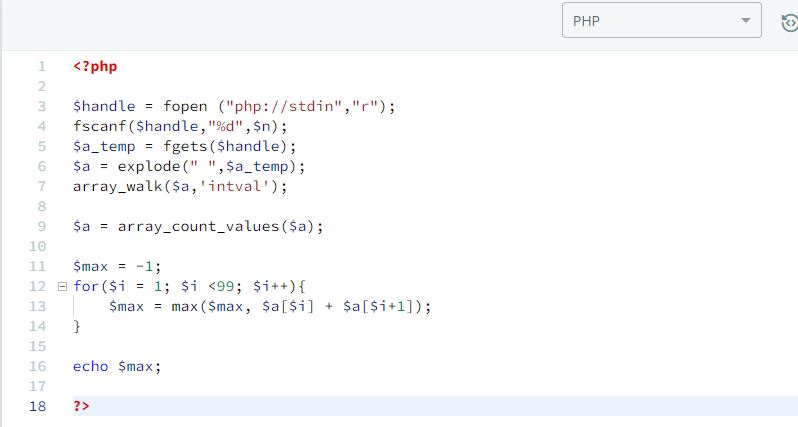 PHP
1 <?php
2
3 $handle = fopen ("php://stdin","r");
4 fscanf($handle,"%d",$n);
5 $a_temp = fgets($handle);
6 $a = explode(" ",$a_temp);
7 array_walk($a,'intval');
8
9 $a = array_count_values($a);
10
11 $max = -1;
12 for($i = 1; $i <99; $i++){
13     $max = max($max, $a[$i] + $a[$i+1]);
14 }
15
16 echo $max;
17
18 ?>